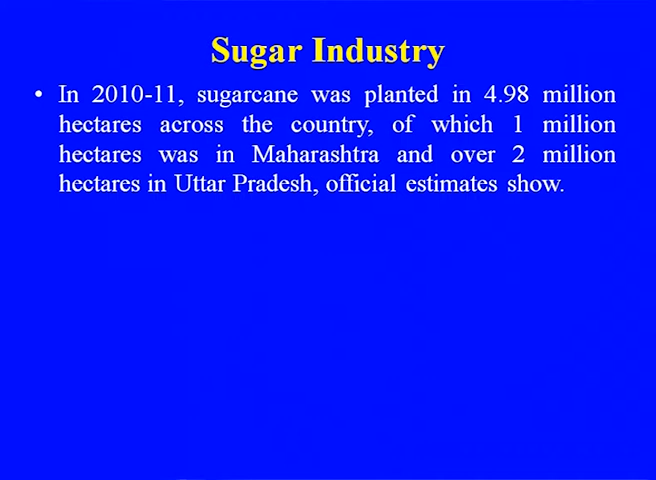 Sugar Industry
• In 2010-11, sugarcane was planted in 4.98 million
hectares across the country, of which 1 million
hectares was in Maharashtra and over 2 million
hectares in Uttar Pradesh, official estimates show.